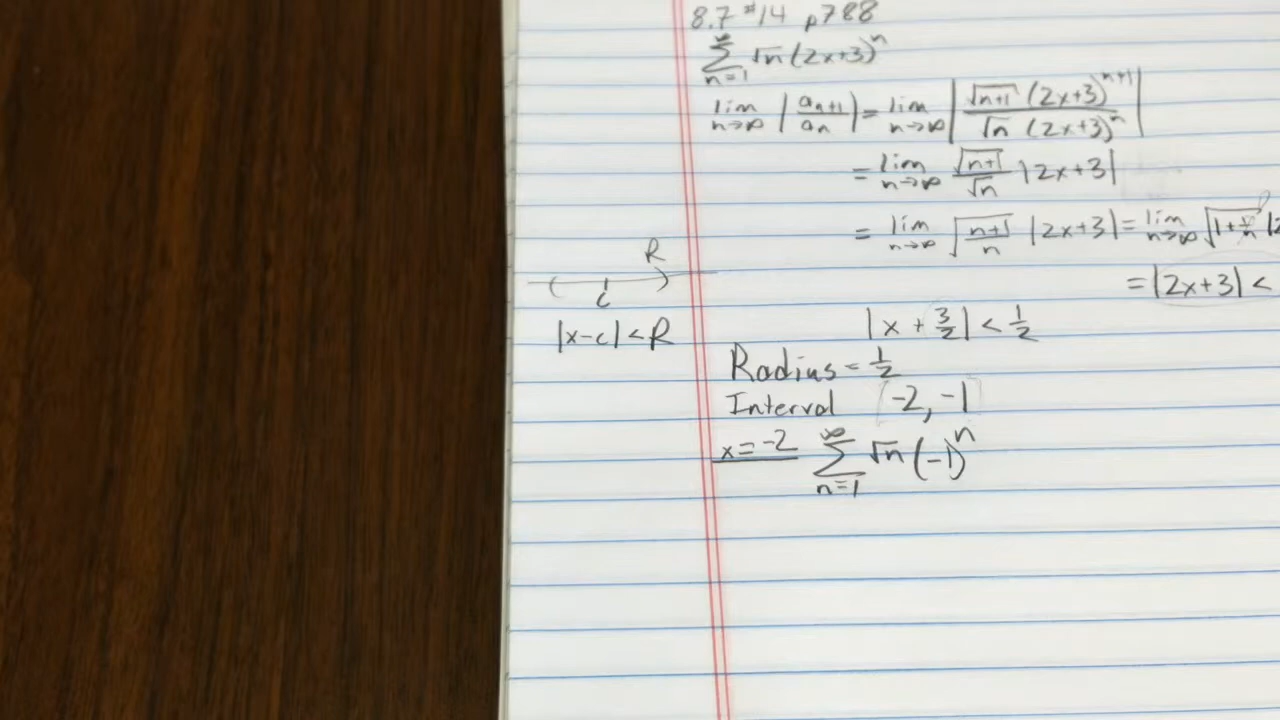 8.7 #14 p788
∞ ∑ n=1 √n (2x+3)^n
lim n→∞ |a_{n+1}/a_n| = lim n→∞ |√(n+1) (2x+3)^{n+1} / √n (2x+3)^n|
= lim n→∞ √(n+1)/√n |2x+3|
= lim n→∞ √((n+1)/n) |2x+3| = lim n→∞ √(1+1/n) |2
= |2x+3| <
R
( c )
|x-c| < R
|x + 3/2| < 1/2
Radius = 1/2
Interval (-2, -1)
x = -2 ∞ ∑ n=1 √n (-1)^n